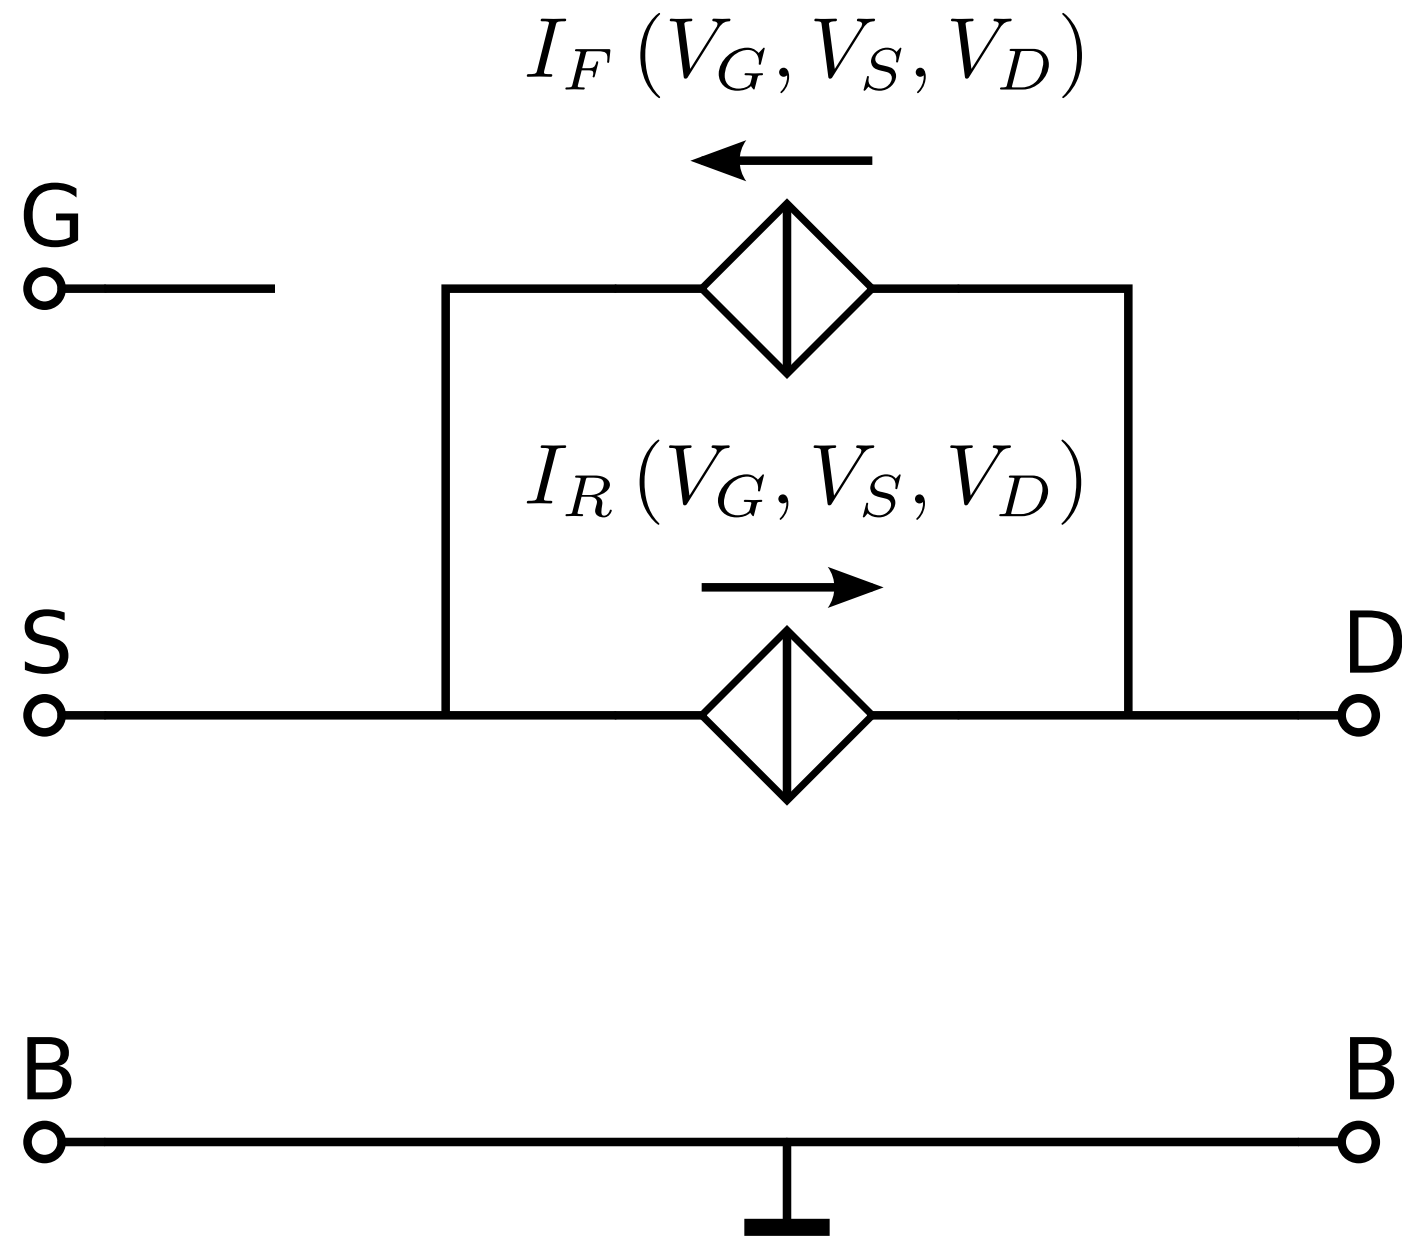 I_F (V_G, V_S, V_D)
G
I_R (V_G, V_S, V_D)
S D
B B